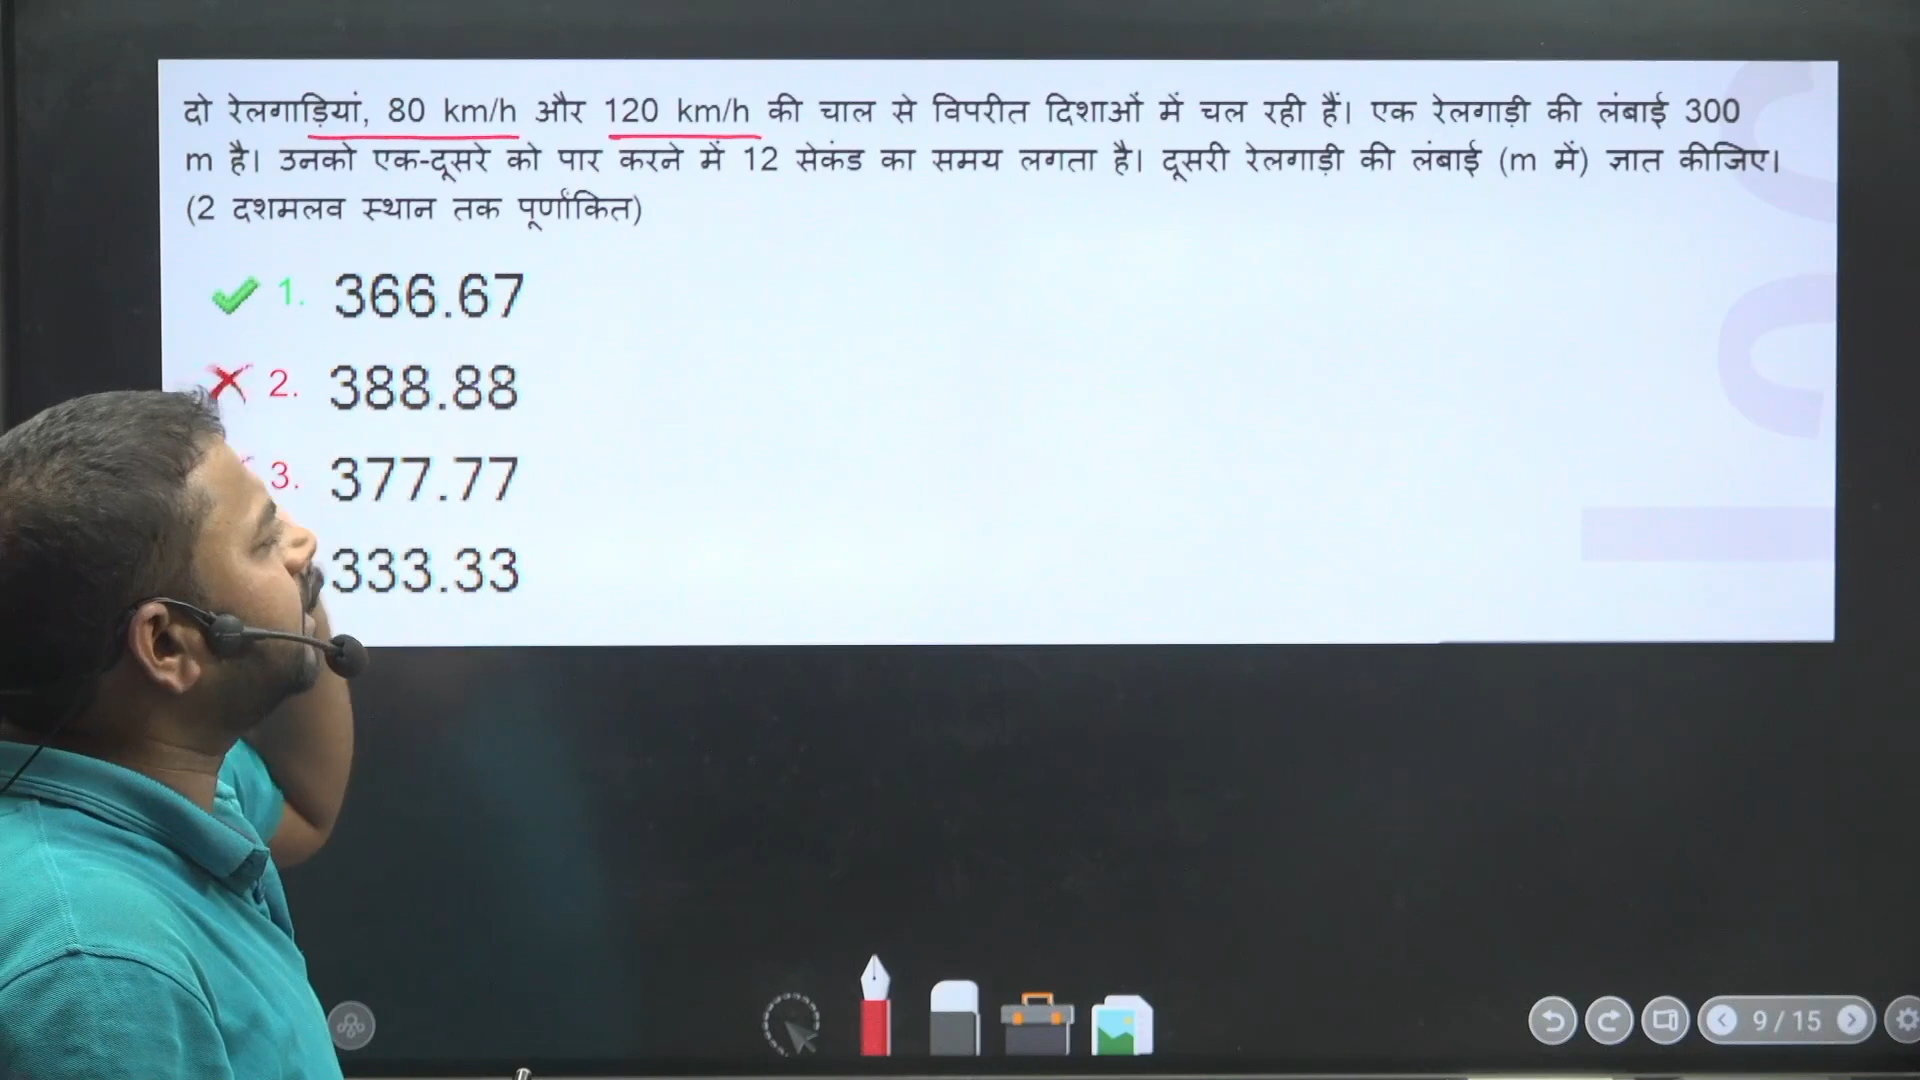 दो रेलगाड़ियां, 80 km/h और 120 km/h की चाल से विपरीत दिशाओं में चल रही हैं। एक रेलगाड़ी की लंबाई 300
m है। उनको एक-दूसरे को पार करने में 12 सेकंड का समय लगता है। दूसरी रेलगाड़ी की लंबाई (m में) ज्ञात कीजिए।
(2 दशमलव स्थान तक पूर्णांकित)
1. 366.67
2. 388.88
3. 377.77
333.33
9 / 15